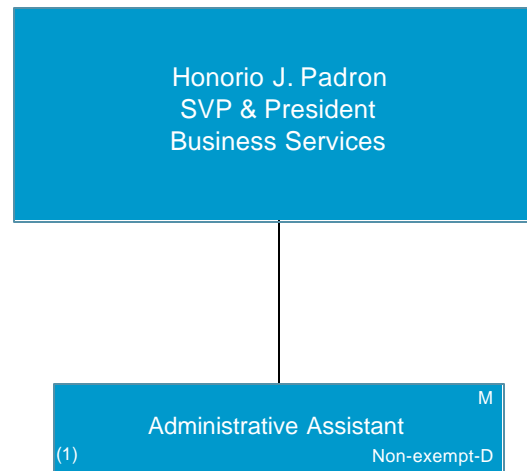 Honorio J. Padron
SVP & President
Business Services
M
Administrative Assistant
(1) Non-exempt-D